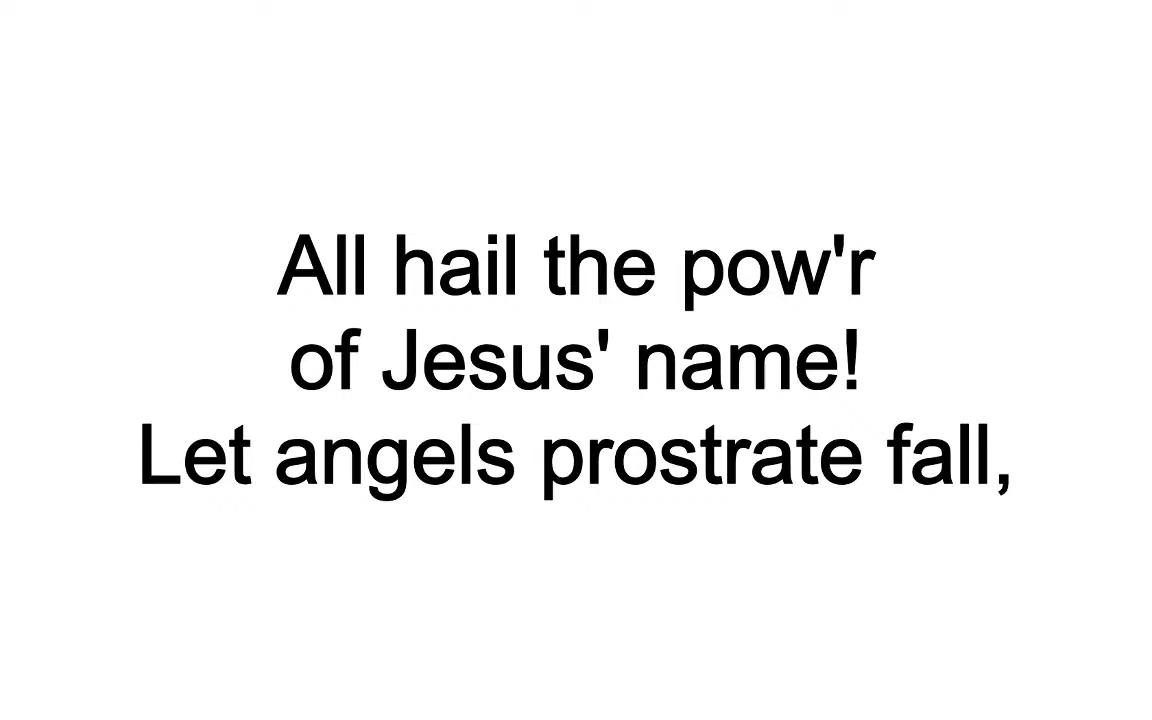 All hail the pow'r
of Jesus' name!
Let angels prostrate fall,